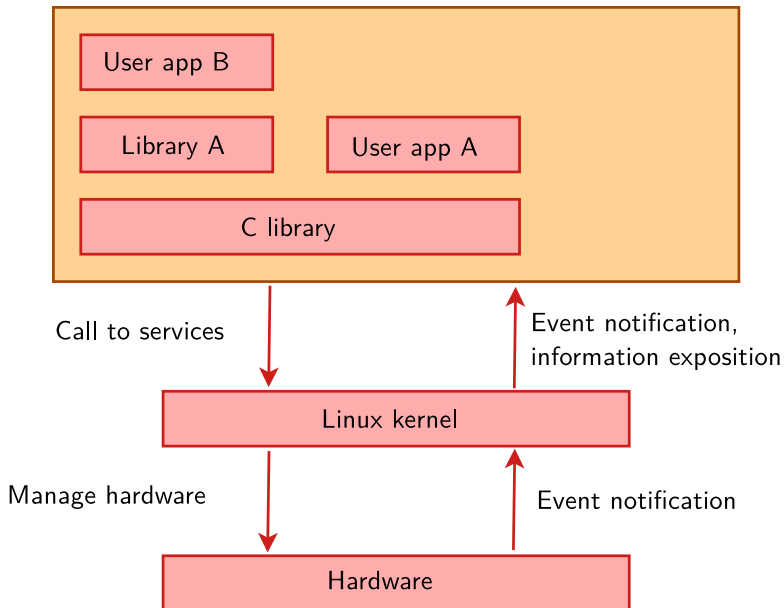 User app B
Library A
User app A
C library
Call to services
Event notification,
information exposition
Linux kernel
Manage hardware
Event notification
Hardware